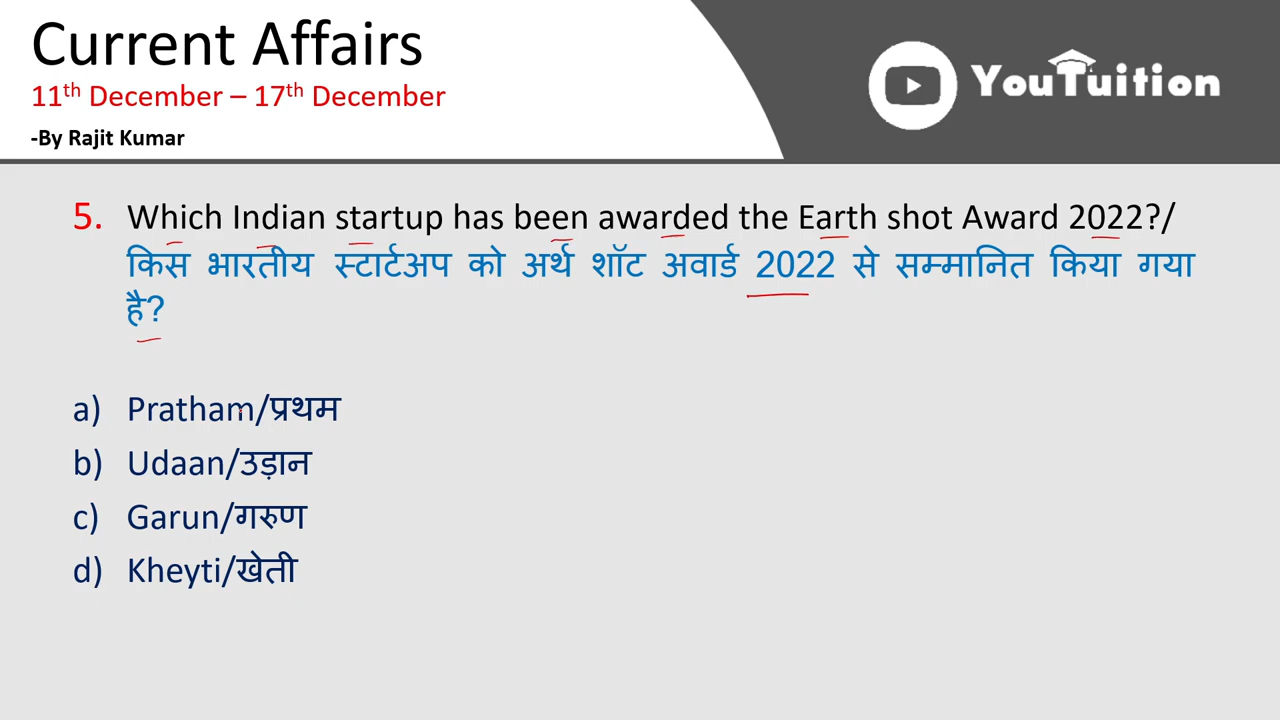 Current Affairs
11th December – 17th December
-By Rajit Kumar
YouTuition
5. Which Indian startup has been awarded the Earth shot Award 2022?/
किस भारतीय स्टार्टअप को अर्थ शॉट अवार्ड 2022 से सम्मानित किया गया
है?
a) Pratham/प्रथम
b) Udaan/उड़ान
c) Garun/गरुण
d) Kheyti/खेती